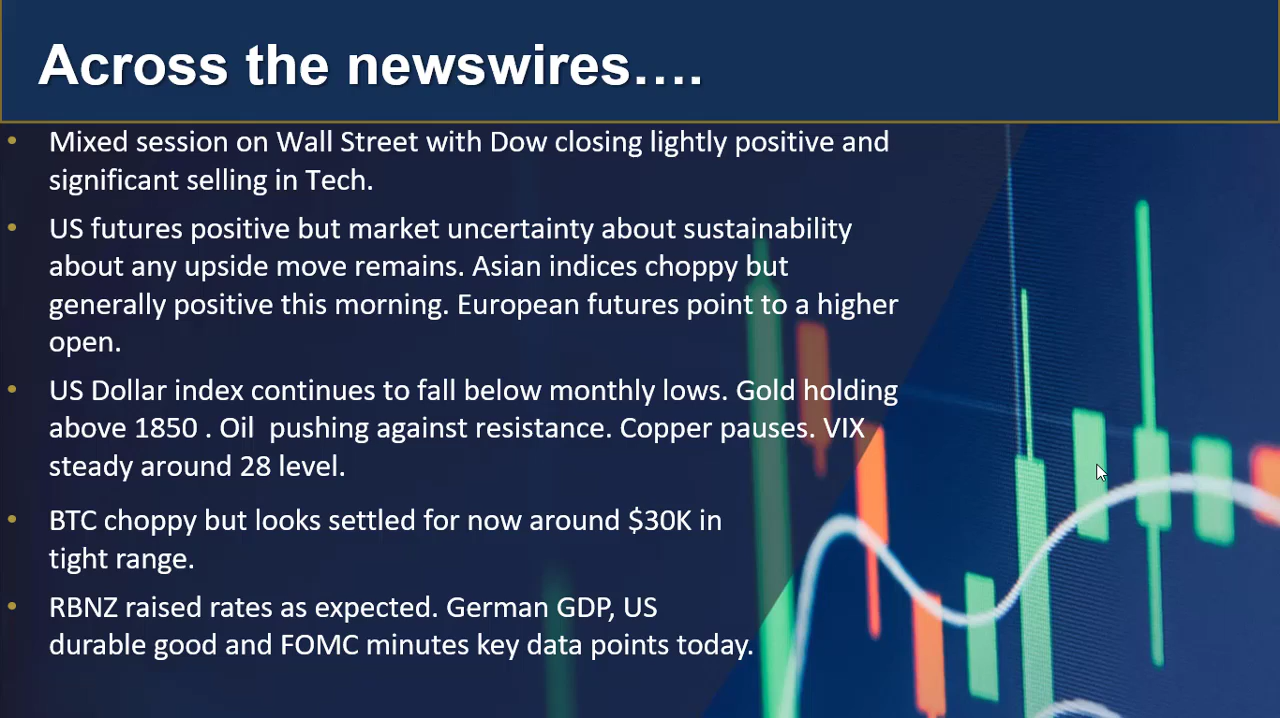 Across the newswires….
• Mixed session on Wall Street with Dow closing lightly positive and
significant selling in Tech.
• US futures positive but market uncertainty about sustainability
about any upside move remains. Asian indices choppy but
generally positive this morning. European futures point to a higher
open.
• US Dollar index continues to fall below monthly lows. Gold holding
above 1850 . Oil  pushing against resistance. Copper pauses. VIX
steady around 28 level.
• BTC choppy but looks settled for now around $30K in
tight range.
• RBNZ raised rates as expected. German GDP, US
durable good and FOMC minutes key data points today.